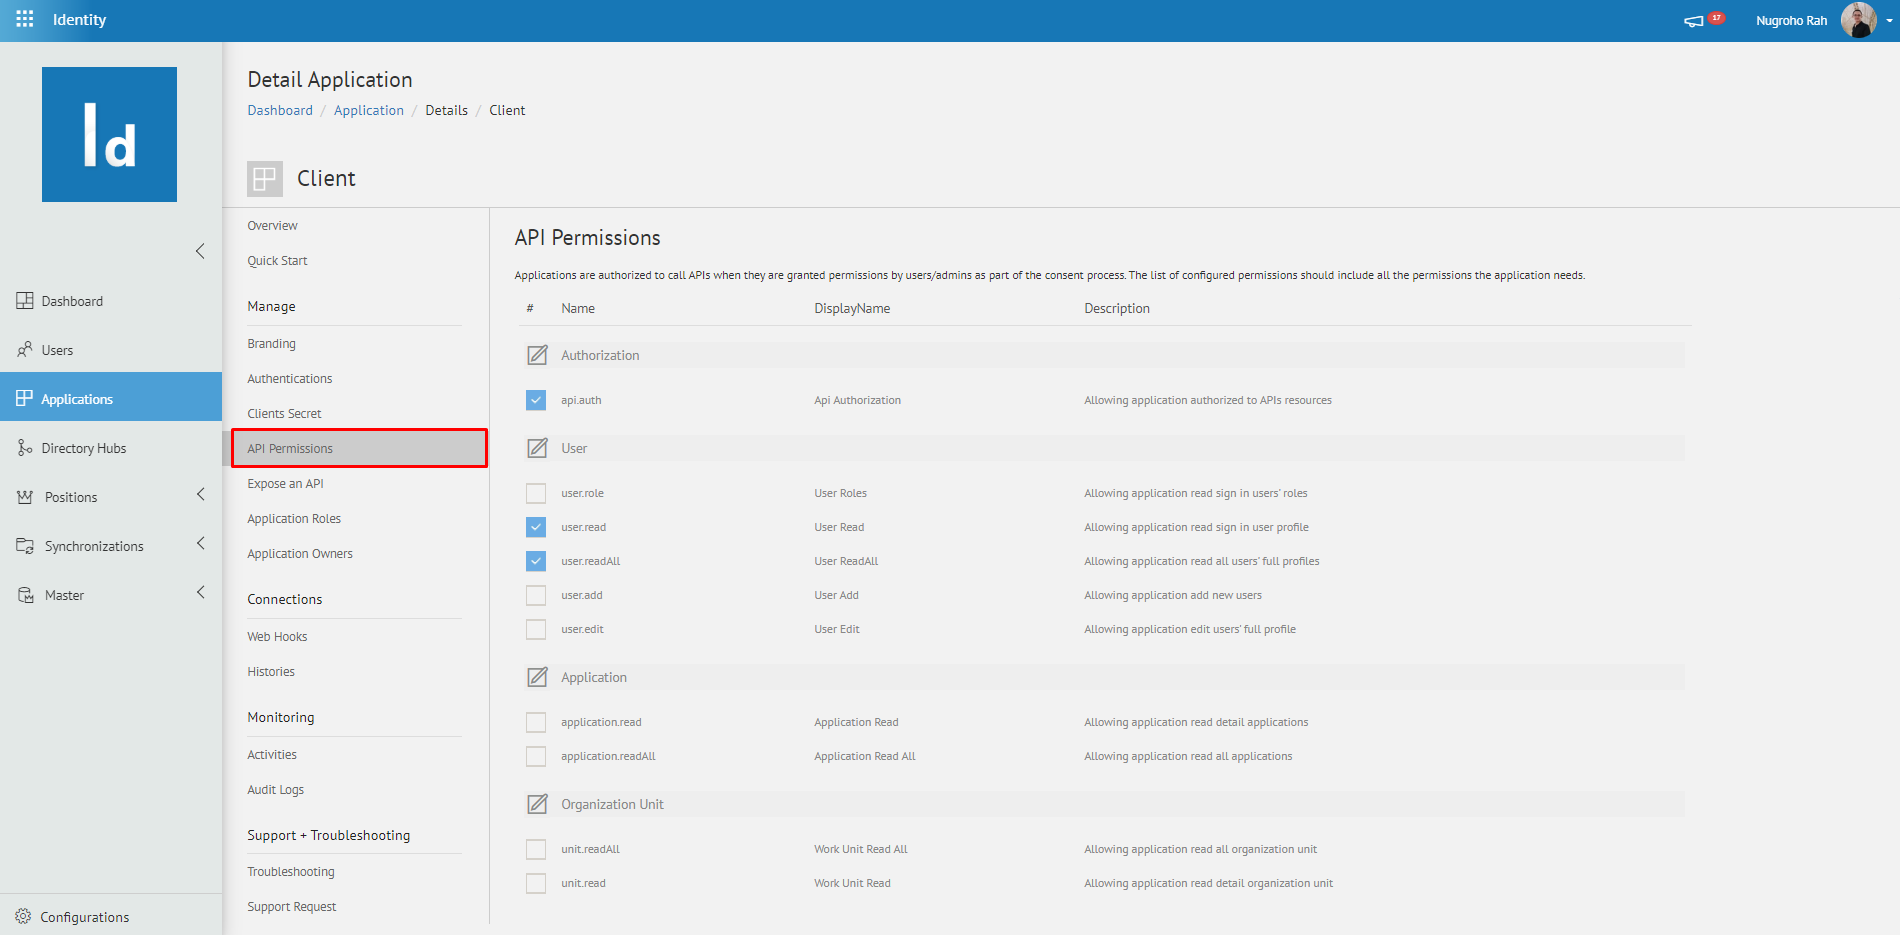 Identity
17
Nugroho Rah
Id
Dashboard
Users
Applications
Directory Hubs
Positions
Synchronizations
Master
Configurations
Detail Application
Dashboard / Application / Details / Client
Client
Overview
Quick Start
Manage
Branding
Authentications
Clients Secret
API Permissions
Expose an API
Application Roles
Application Owners
Connections
Web Hooks
Histories
Monitoring
Activities
Audit Logs
Support + Troubleshooting
Troubleshooting
Support Request
API Permissions
Applications are authorized to call APIs when they are granted permissions by users/admins as part of the consent process. The list of configured permissions should include all the permissions the application needs.
# Name DisplayName Description
Authorization
api.auth Api Authorization Allowing application authorized to APIs resources
User
user.role User Roles Allowing application read sign in users' roles
user.read User Read Allowing application read sign in user profile
user.readAll User ReadAll Allowing application read all users' full profiles
user.add User Add Allowing application add new users
user.edit User Edit Allowing application edit users' full profile
Application
application.read Application Read Allowing application read detail applications
application.readAll Application Read All Allowing application read all applications
Organization Unit
unit.readAll Work Unit Read All Allowing application read all organization unit
unit.read Work Unit Read Allowing application read detail organization unit